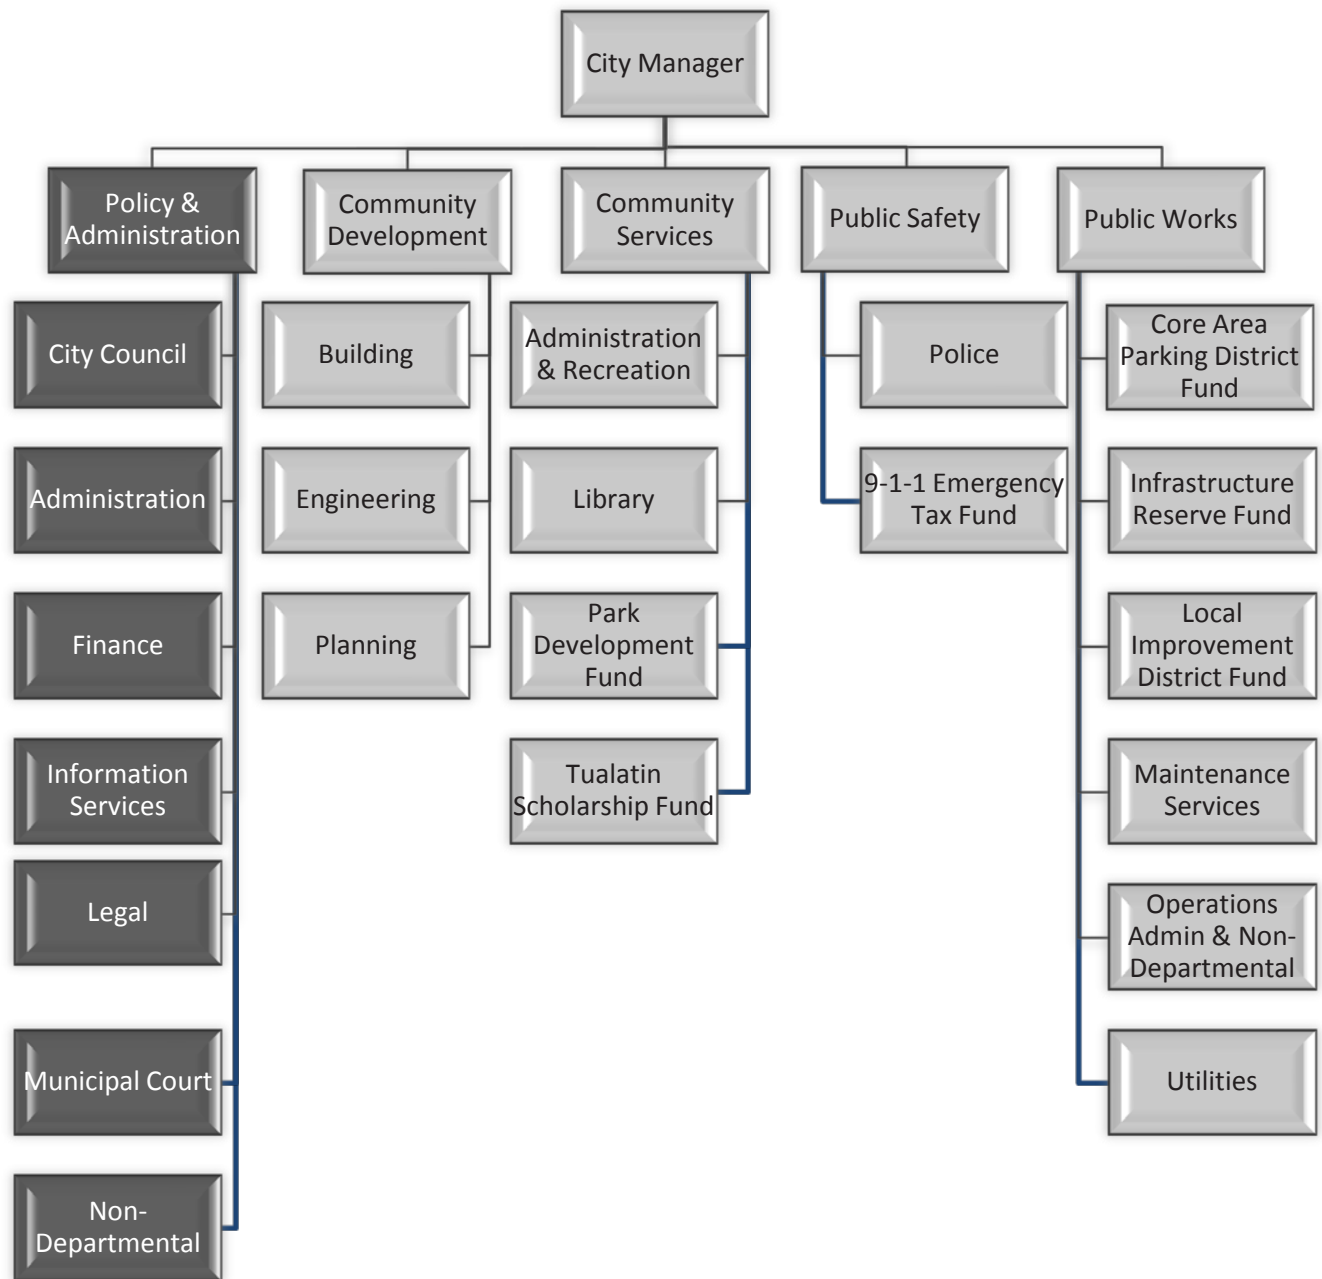 City Manager
Policy &
Administration
Community
Development
Community
Services
Public Safety
Public Works
City Council
Administration
Finance
Information
Services
Legal
Municipal Court
Non-
Departmental
Building
Engineering
Planning
Administration
& Recreation
Library
Park
Development
Fund
Tualatin
Scholarship Fund
Police
9-1-1 Emergency
Tax Fund
Core Area
Parking District
Fund
Infrastructure
Reserve Fund
Local
Improvement
District Fund
Maintenance
Services
Operations
Admin & Non-
Departmental
Utilities